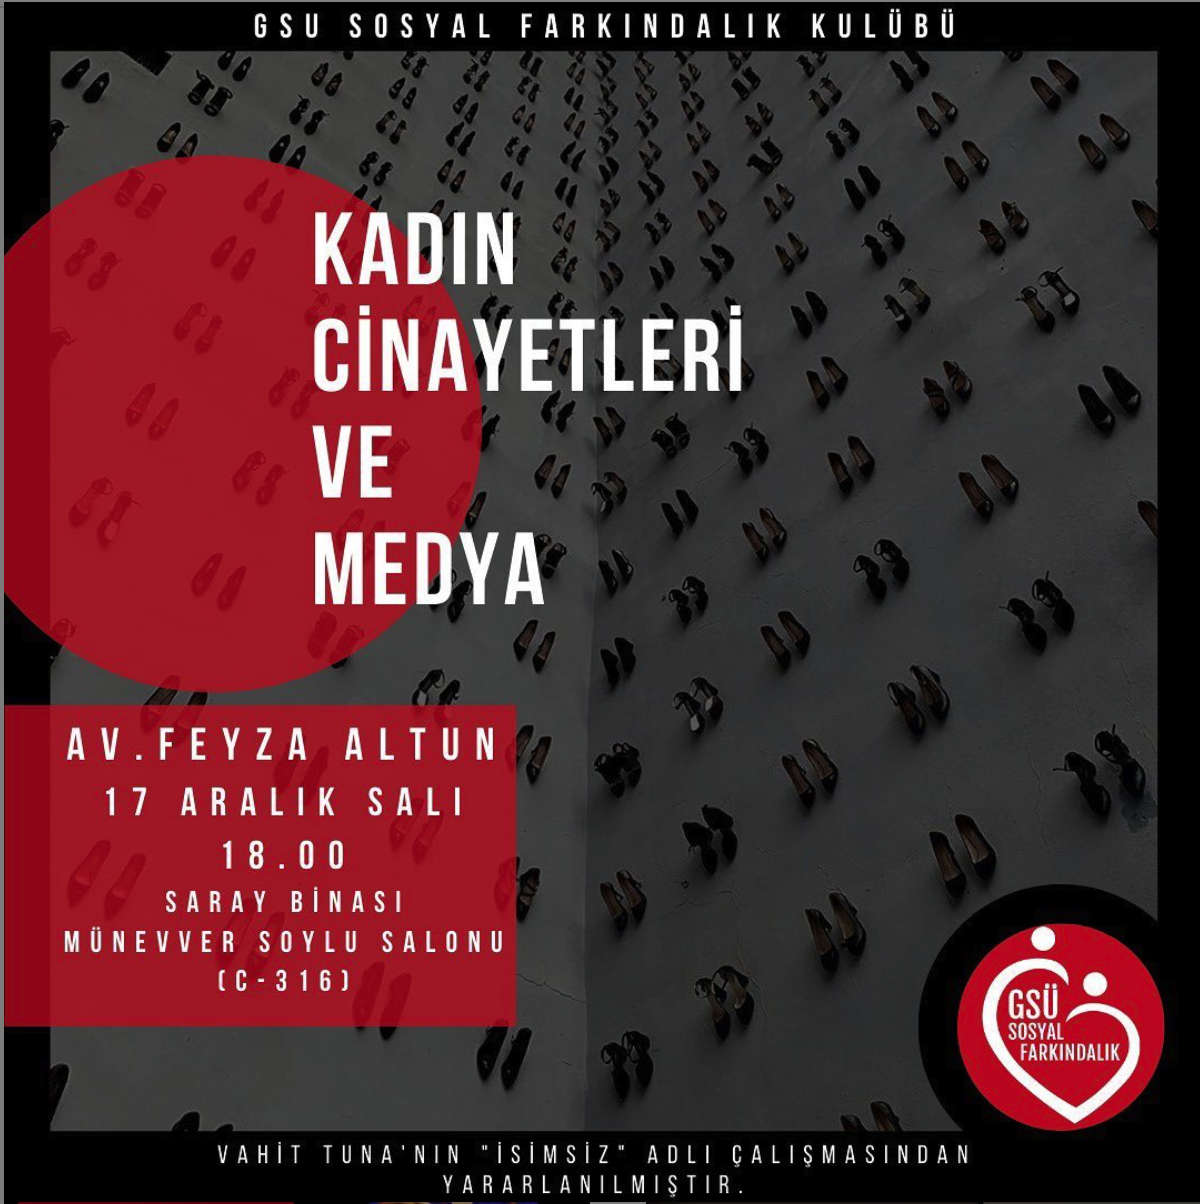 GSU SOSYAL FARKINDALIK KULÜBÜ
KADIN
CİNAYETLERİ
VE
MEDYA
AV.FEYZA ALTUN
17 ARALIK SALI
18.00
SARAY BİNASI
MÜNEVVER SOYLU SALONU
(C-316)
GSÜ
SOSYAL
FARKINDALIK
VAHİT TUNA'NIN "İSİMSİZ" ADLI ÇALIŞMASINDAN
YARARLANILMIŞTIR.